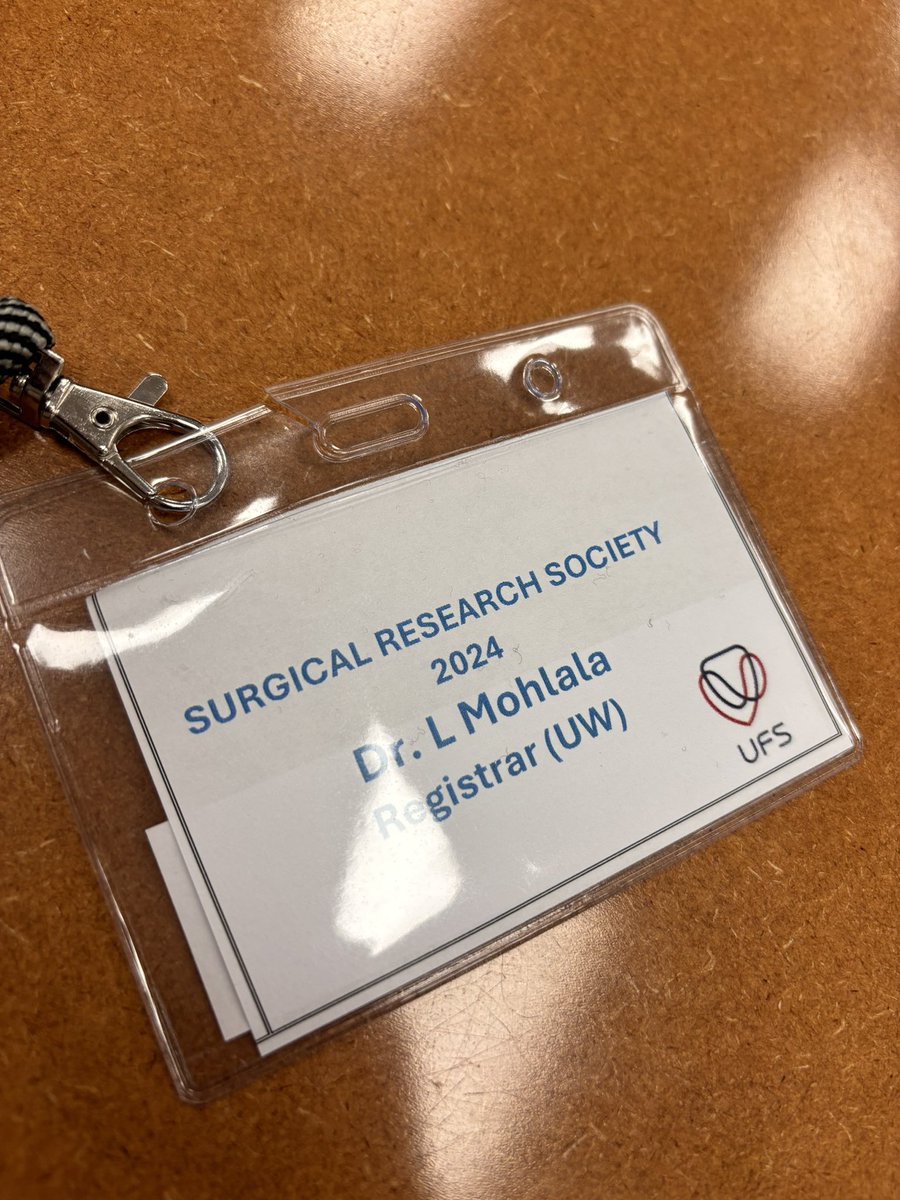 SURGICAL RESEARCH SOCIETY
2024
Dr. L Mohlala
Registrar (UW)
UFS